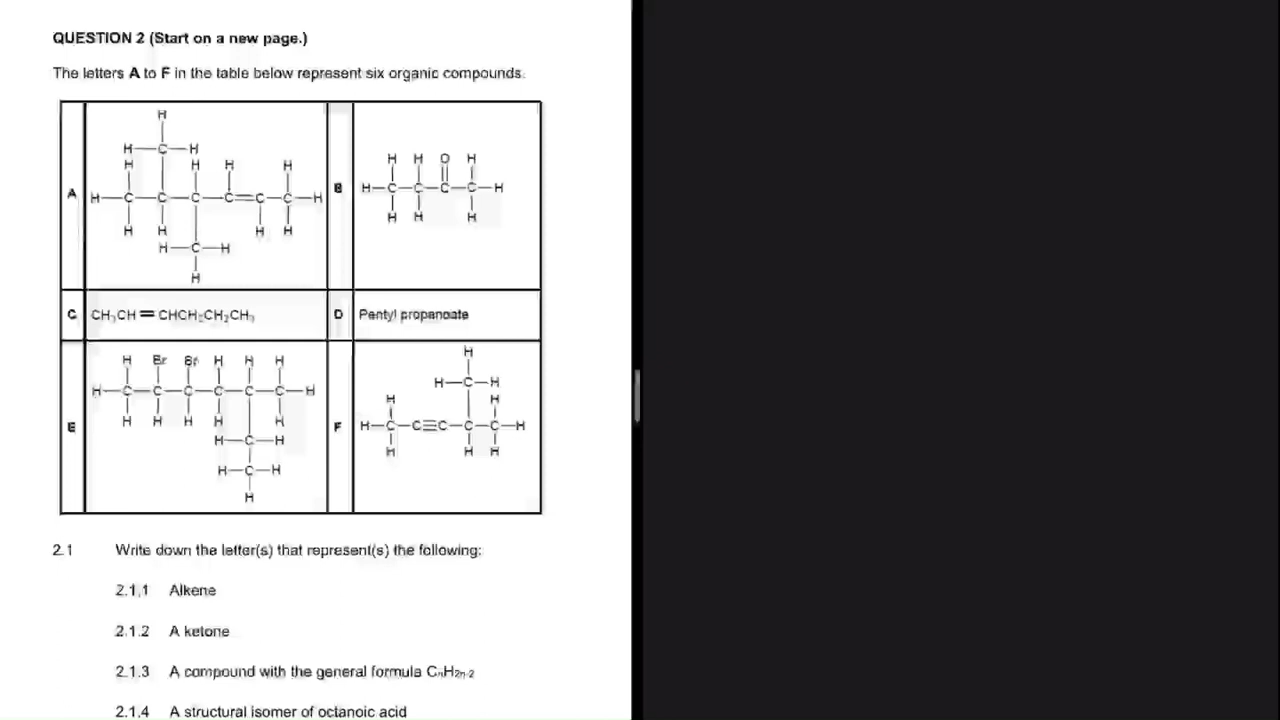 QUESTION 2 (Start on a new page.)
The letters A to F in the table below represent six organic compounds.
A
H
H—C—H
H H H H
H—C—C—C—C=C—C—H
H H H H
H—C—H
H
B
H H O H
H—C—C—C—C—H
H H H
C CH₃CH=CHCH₂CH₂CH₃
D Pentyl propanoate
E
H Br Br H H H
H—C—C—C—C—C—C—H
H H H H H
H—C—H
H—C—H
H
F
H
H—C—H
H H
H—C—C≡C—C—C—H
H H H
2.1 Write down the letter(s) that represent(s) the following:
2.1.1 Alkene
2.1.2 A ketone
2.1.3 A compound with the general formula CₙH₂ₙ₋₂
2.1.4 A structural isomer of octanoic acid